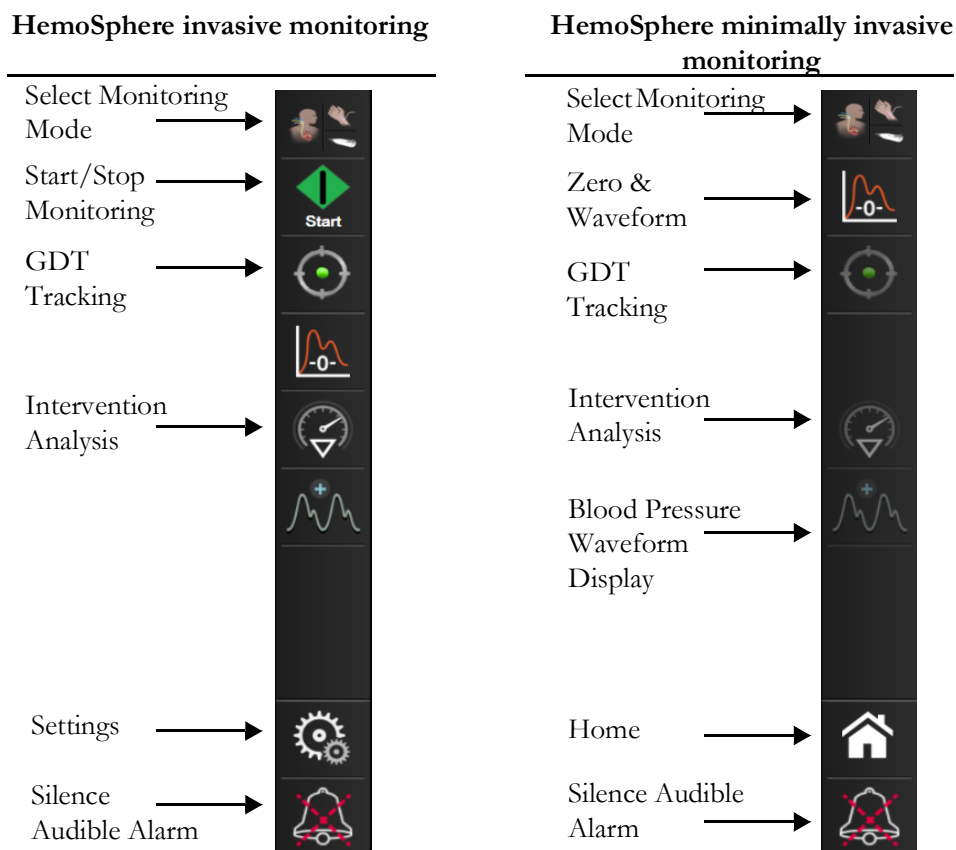 HemoSphere invasive monitoring
Select Monitoring
Mode
Start/Stop
Monitoring
Start
GDT
Tracking
-0-
Intervention
Analysis
Settings
Silence
Audible Alarm
HemoSphere minimally invasive
monitoring
Select Monitoring
Mode
Zero &
Waveform
-0-
GDT
Tracking
Intervention
Analysis
Blood Pressure
Waveform
Display
Home
Silence Audible
Alarm